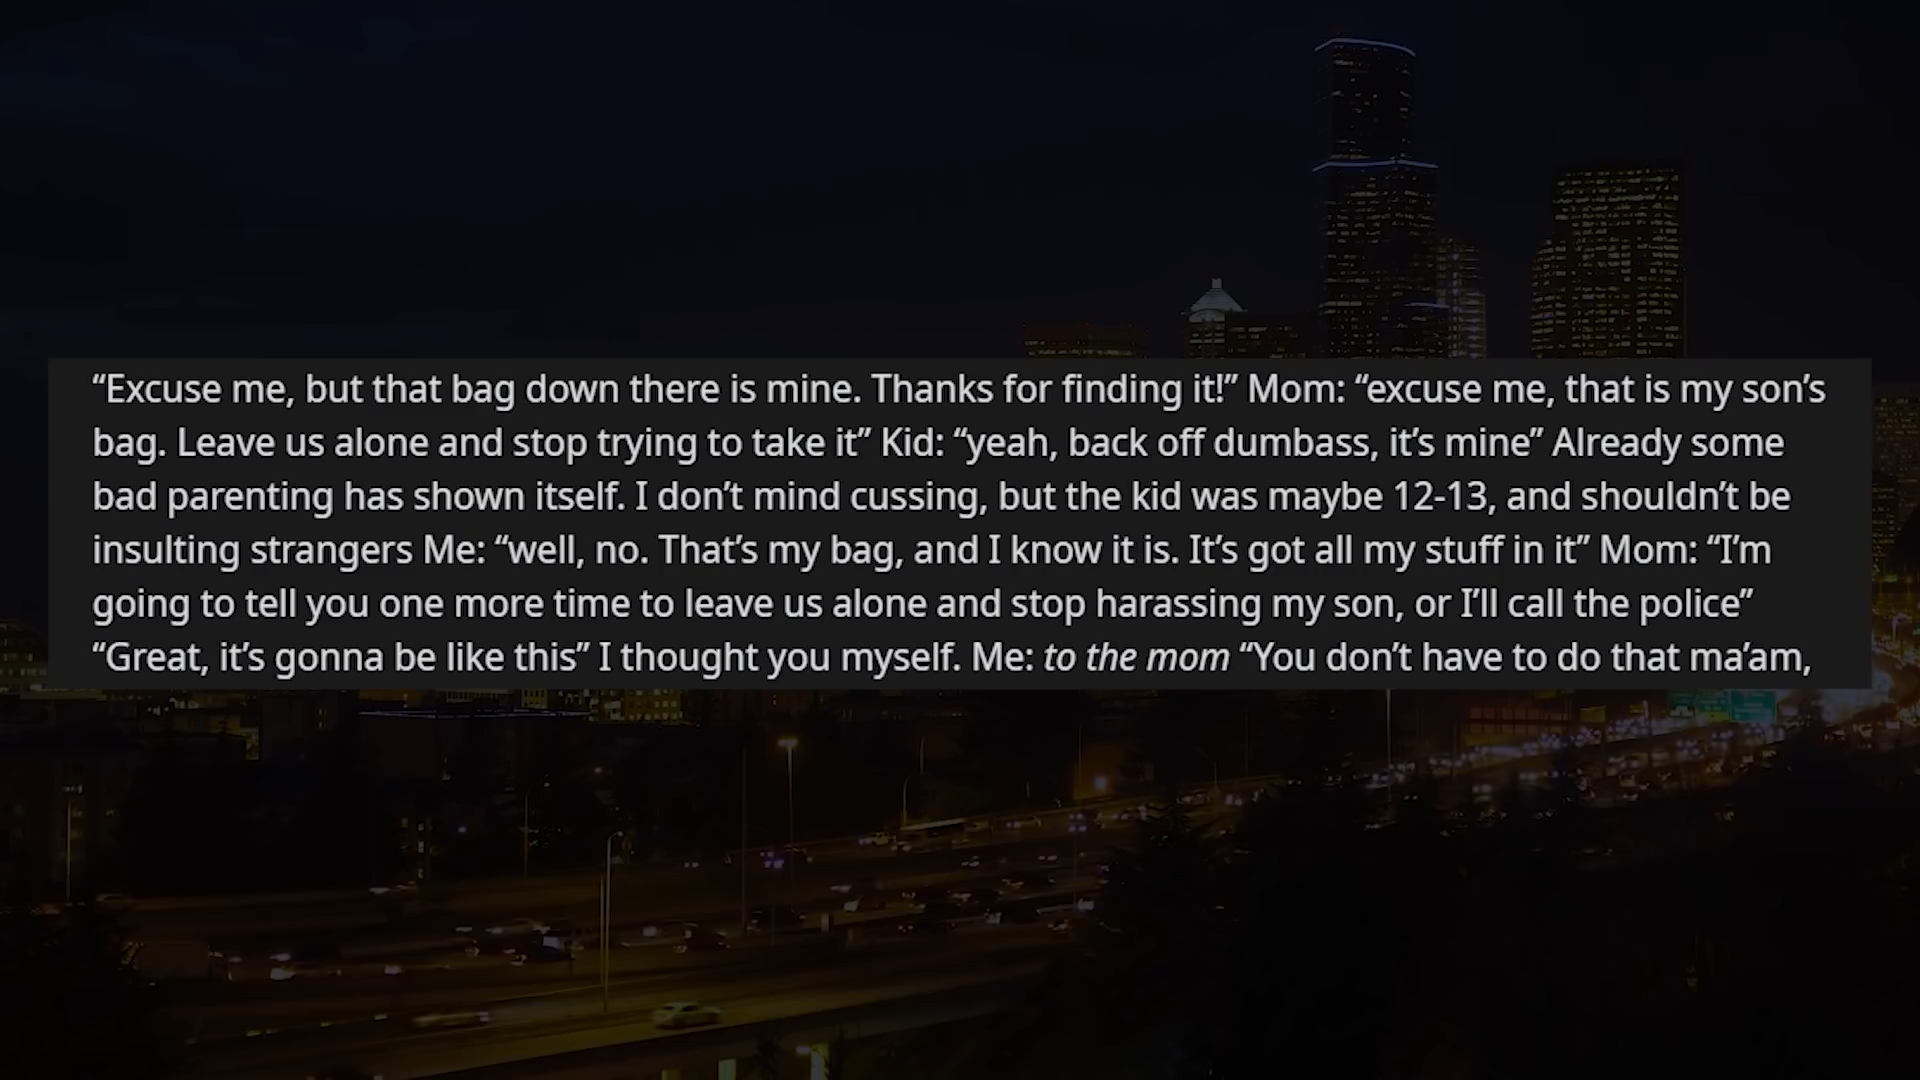 “Excuse me, but that bag down there is mine. Thanks for finding it!” Mom: “excuse me, that is my son’s
bag. Leave us alone and stop trying to take it” Kid: “yeah, back off dumbass, it’s mine” Already some
bad parenting has shown itself. I don’t mind cussing, but the kid was maybe 12-13, and shouldn’t be
insulting strangers Me: “well, no. That’s my bag, and I know it is. It’s got all my stuff in it” Mom: “I’m
going to tell you one more time to leave us alone and stop harassing my son, or I’ll call the police”
“Great, it’s gonna be like this” I thought you myself. Me: to the mom “You don’t have to do that ma’am,